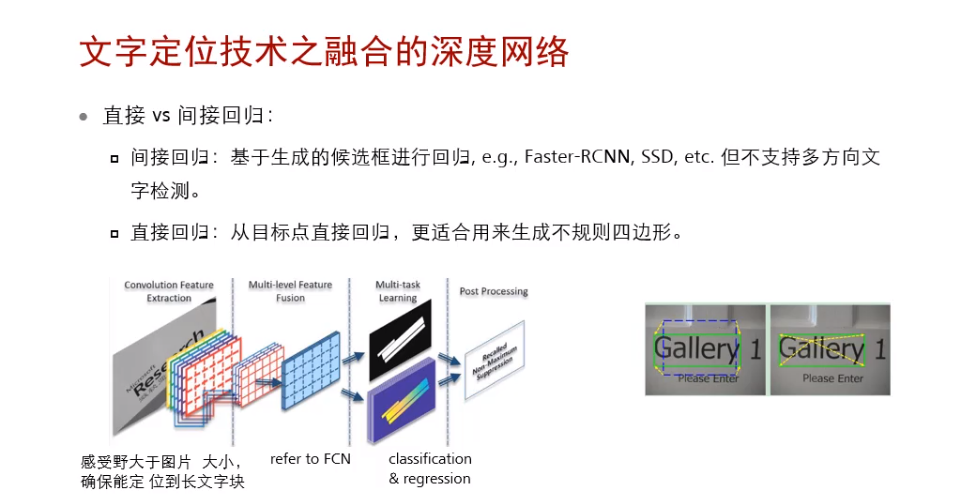 文字定位技术之融合的深度网络
直接 vs 间接回归：
间接回归：基于生成的候选框进行回归, e.g., Faster-RCNN, SSD, etc. 但不支持多方向文
字检测。
直接回归：从目标点直接回归，更适合用来生成不规则四边形。
Convolution Feature
Extraction
Multi-level Feature
Fusion
Multi-task
Learning
Post Processing
Microsoft
Research
Recalled
Non-Maximum
Suppression
Gallery 1
Please Enter
Gallery 1
Please Enter
感受野大于图片 大小，
确保能定 位到长文字块
refer to FCN
classification
& regression